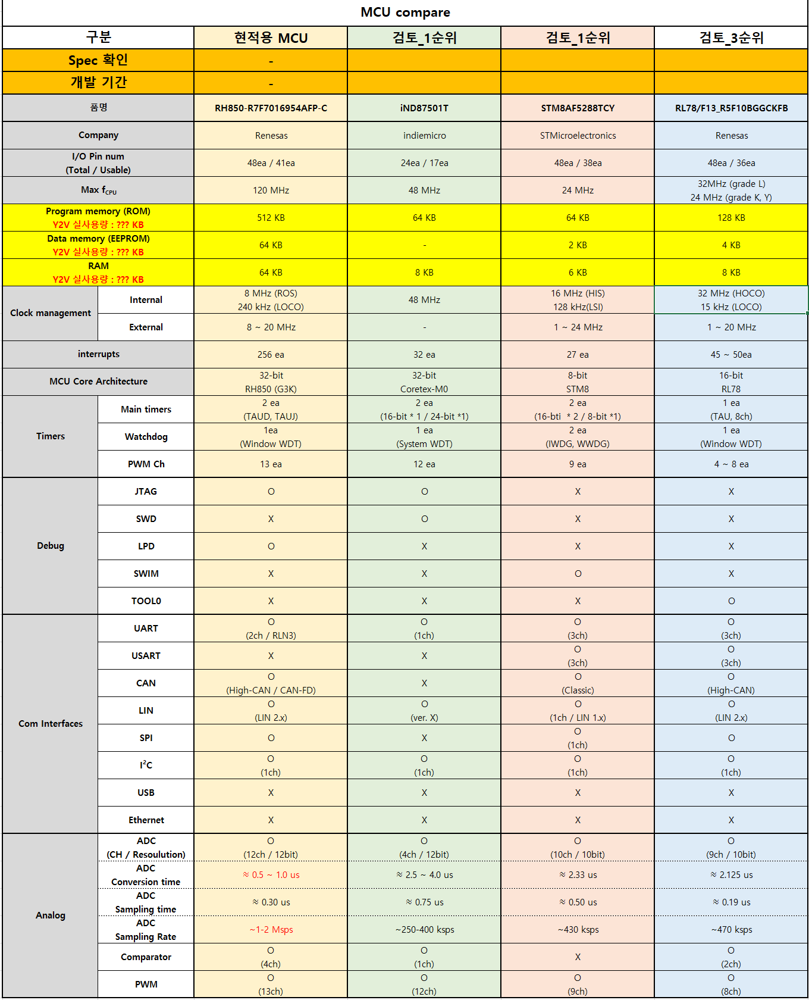 MCU compare
구분 현적용 MCU 검토_1순위 검토_1순위 검토_3순위
Spec 확인 -
개발 기간 -
품명 RH850-R7F7016954AFP-C iND87501T STM8AF5288TCY RL78/F13_R5F10BGGCKFB
Company Renesas indiemicro STMicroelectronics Renesas
I/O Pin num
(Total / Usable) 48ea / 41ea 24ea / 17ea 48ea / 38ea 48ea / 36ea
Max fCPU 120 MHz 48 MHz 24 MHz 32MHz (grade L)
24 MHz (grade K, Y)
Program memory (ROM)
Y2V 실사용량 : ??? KB 512 KB 64 KB 64 KB 128 KB
Data memory (EEPROM)
Y2V 실사용량 : ??? KB 64 KB - 2 KB 4 KB
RAM
Y2V 실사용량 : ??? KB 64 KB 8 KB 6 KB 8 KB
Clock management
Internal 8 MHz (ROS) 48 MHz 16 MHz (HIS) 32 MHz (HOCO)
240 kHz (LOCO) 128 kHz(LSI) 15 kHz (LOCO)
External 8 ~ 20 MHz - 1 ~ 24 MHz 1 ~ 20 MHz
interrupts 256 ea 32 ea 27 ea 45 ~ 50ea
MCU Core Architecture 32-bit 32-bit 8-bit 16-bit
RH850 (G3K) Coretex-M0 STM8 RL78
Timers
Main timers 2 ea 2 ea 2 ea 1 ea
(TAUD, TAUJ) (16-bit * 1 / 24-bit *1) (16-bti * 2 / 8-bit *1) (TAU, 8ch)
Watchdog 1ea 1 ea 2 ea 1 ea
(Window WDT) (System WDT) (IWDG, WWDG) (Window WDT)
PWM Ch 13 ea 12 ea 9 ea 4 ~ 8 ea
Debug
JTAG O O X X
SWD X O X X
LPD O X X X
SWIM X X O X
TOOL0 X X X O
Com Interfaces
UART O O O O
(2ch / RLN3) (1ch) (3ch) (3ch)
USART X X O O
(3ch) (3ch)
CAN O X O O
(High-CAN / CAN-FD) (Classic) (High-CAN)
LIN O O O O
(LIN 2.x) (ver. X) (1ch / LIN 1.x) (LIN 2.x)
SPI O X O O
(1ch)
I²C O O O O
(1ch) (1ch) (1ch) (1ch)
USB X X X X
Ethernet X X X X
Analog
ADC O O O O
(CH / Resoulution) (12ch / 12bit) (4ch / 12bit) (10ch / 10bit) (9ch / 10bit)
ADC
Conversion time ≈ 0.5 ~ 1.0 us ≈ 2.5 ~ 4.0 us ≈ 2.33 us ≈ 2.125 us
ADC
Sampling time ≈ 0.30 us ≈ 0.75 us ≈ 0.50 us ≈ 0.19 us
ADC
Sampling Rate ~1-2 Msps ~250-400 ksps ~430 ksps ~470 ksps
Comparator O O X O
(4ch) (1ch) (2ch)
PWM O O O O
(13ch) (12ch) (9ch) (8ch)